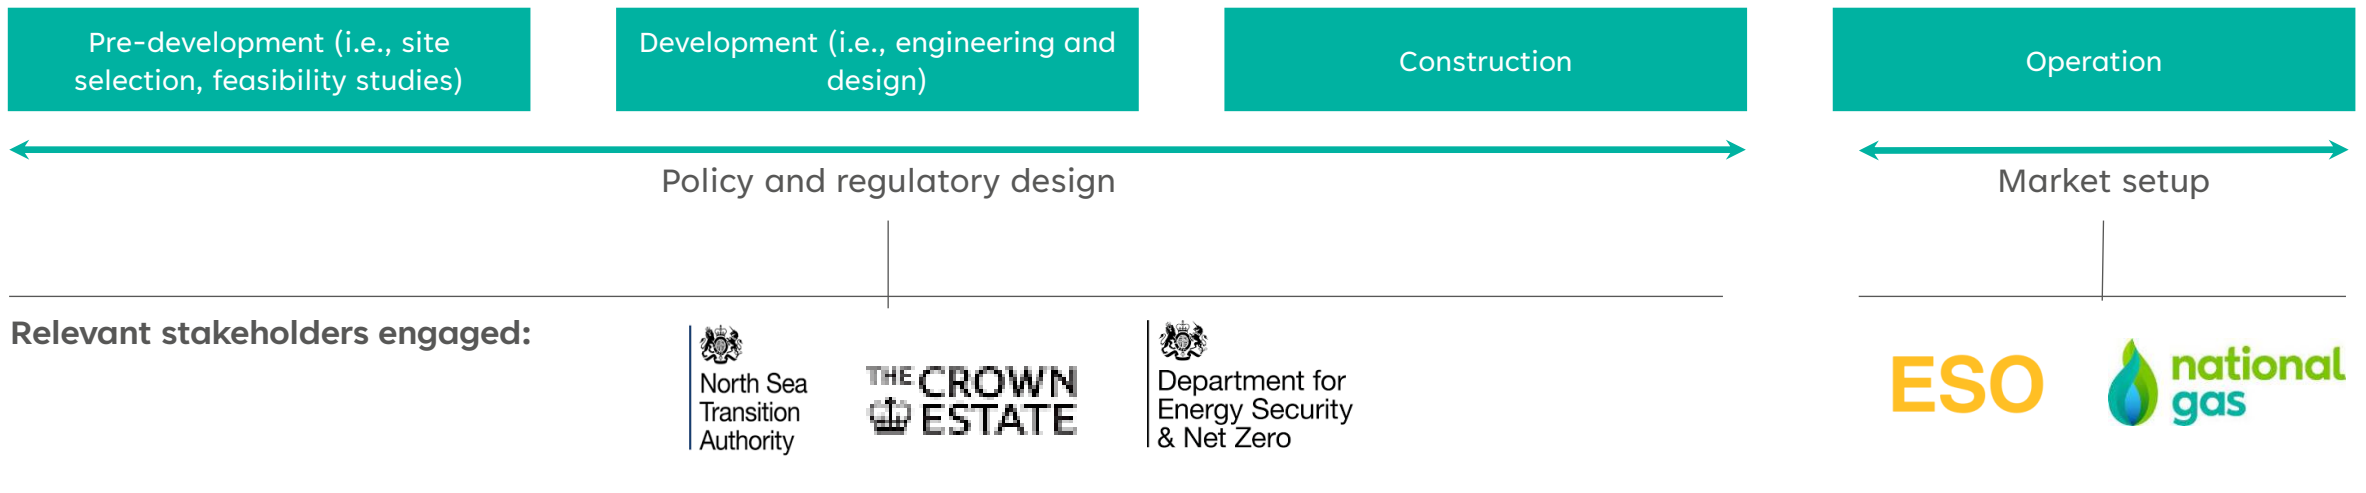 Pre-development (i.e., site
selection, feasibility studies)
Development (i.e., engineering and
design)
Construction
Operation
Policy and regulatory design
Market setup
Relevant stakeholders engaged:
North Sea
Transition
Authority
THE CROWN
ESTATE
Department for
Energy Security
& Net Zero
ESO
national
gas